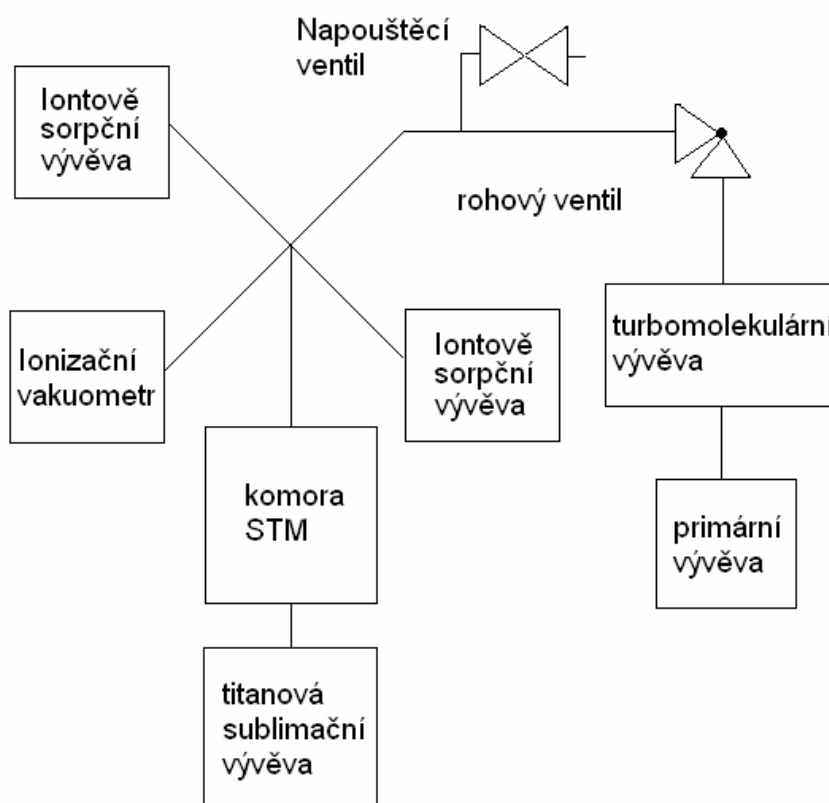 Napouštěcí
ventil
Iontově
sorpční
vývěva
rohový ventil
Ionizační
vakuometr
Iontově
sorpční
vývěva
turbomolekulární
vývěva
komora
STM
primární
vývěva
titanová
sublimační
vývěva